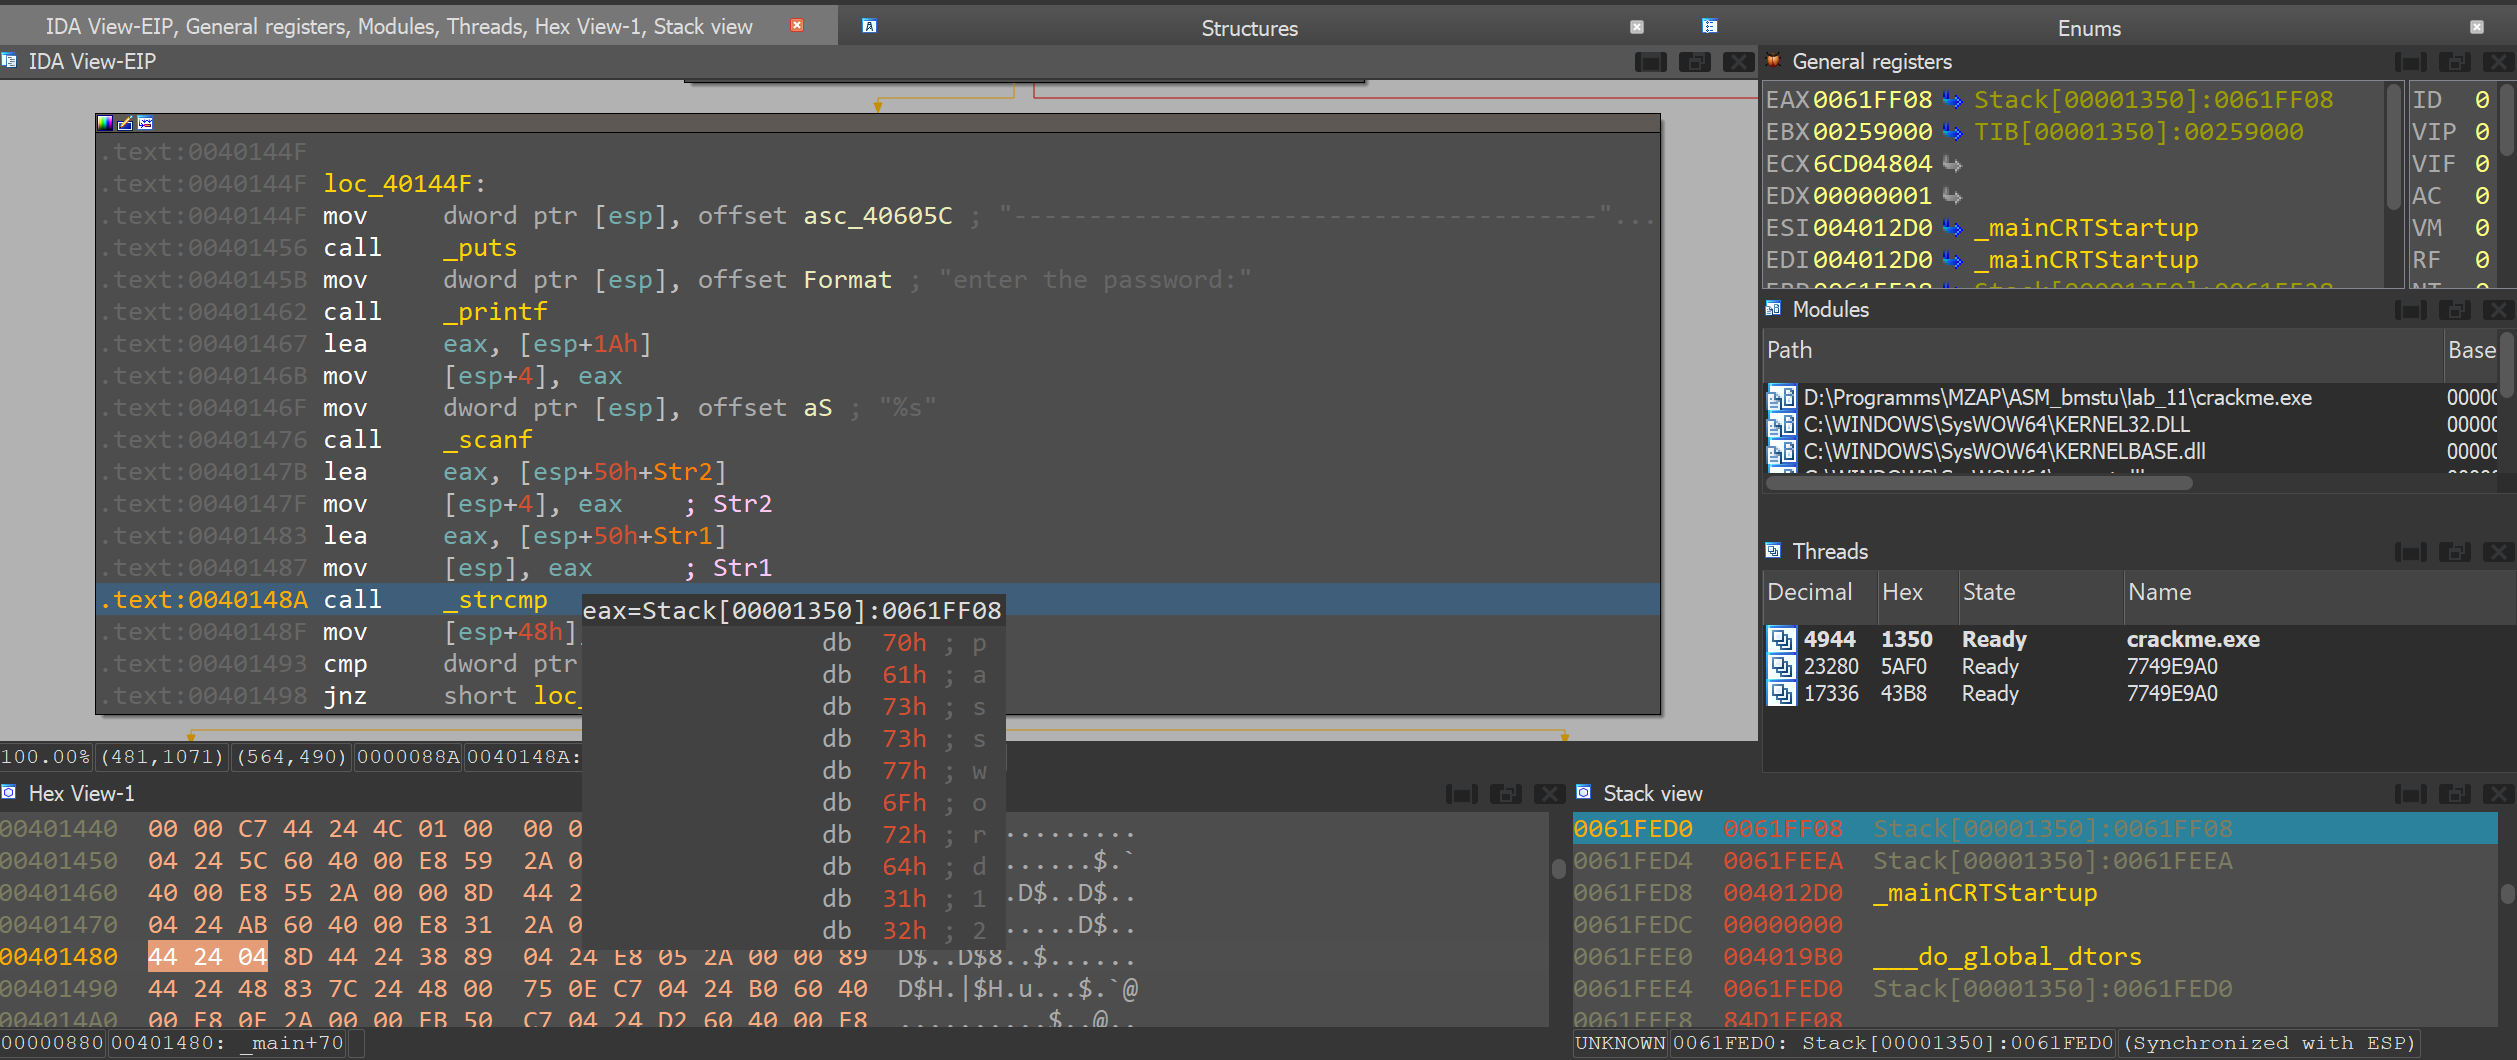 IDA View-EIP, General registers, Modules, Threads, Hex View-1, Stack view
Structures
Enums
IDA View-EIP
.text:0040144F
.text:0040144F loc_40144F:
.text:0040144F mov dword ptr [esp], offset asc_40605C ; "---------------------------------------"...
.text:00401456 call _puts
.text:0040145B mov dword ptr [esp], offset Format ; "enter the password:"
.text:00401462 call _printf
.text:00401467 lea eax, [esp+1Ah]
.text:0040146B mov [esp+4], eax
.text:0040146F mov dword ptr [esp], offset aS ; "%s"
.text:00401476 call _scanf
.text:0040147B lea eax, [esp+50h+Str2]
.text:0040147F mov [esp+4], eax ; Str2
.text:00401483 lea eax, [esp+50h+Str1]
.text:00401487 mov [esp], eax ; Str1
.text:0040148A call _strcmp
.text:0040148F mov [esp+48h]
.text:00401493 cmp dword ptr
.text:00401498 jnz short loc_
eax=Stack[00001350]:0061FF08
db 70h ; p
db 61h ; a
db 73h ; s
db 73h ; s
db 77h ; w
db 6Fh ; o
db 72h ; r
db 64h ; d
db 31h ; 1
db 32h ; 2
100.00% (481,1071) (564,490) 0000088A 0040148A:
General registers
EAX 0061FF08 Stack[00001350]:0061FF08
EBX 00259000 TIB[00001350]:00259000
ECX 6CD04804
EDX 00000001
ESI 004012D0 _mainCRTStartup
EDI 004012D0 _mainCRTStartup
ID 0
VIP 0
VIF 0
AC 0
VM 0
RF 0
Modules
Path Base
D:\Programms\MZAP\ASM_bmstu\lab_11\crackme.exe 0000
C:\WINDOWS\SysWOW64\KERNEL32.DLL 0000
C:\WINDOWS\SysWOW64\KERNELBASE.dll 0000
Threads
Decimal Hex State Name
4944 1350 Ready crackme.exe
23280 5AF0 Ready 7749E9A0
17336 43B8 Ready 7749E9A0
Hex View-1
00401440 00 00 C7 44 24 4C 01 00 00 0 .........
00401450 04 24 5C 60 40 00 E8 59 2A 0 ......$.`
00401460 40 00 E8 55 2A 00 00 8D 44 2 .D$..D$..
00401470 04 24 AB 60 40 00 E8 31 2A 0 .....D$..
00401480 44 24 04 8D 44 24 38 89 04 24 E8 05 2A 00 00 89 D$..D$8..$......
00401490 44 24 48 83 7C 24 48 00 75 0E C7 04 24 B0 60 40 D$H.|$H.u...$.`@
004014A0 00 E8 0F 2A 00 00 EB 50 C7 04 24 D2 60 40 00 E8 ..........$..@..
00000880 00401480: _main+70
Stack view
0061FED0 0061FF08 Stack[00001350]:0061FF08
0061FED4 0061FEEA Stack[00001350]:0061FEEA
0061FED8 004012D0 _mainCRTStartup
0061FEDC 00000000
0061FEE0 004019B0 ___do_global_dtors
0061FEE4 0061FED0 Stack[00001350]:0061FED0
0061FEE8 84D1FF08
UNKNOWN 0061FED0: Stack[00001350]:0061FED0 (Synchronized with ESP)